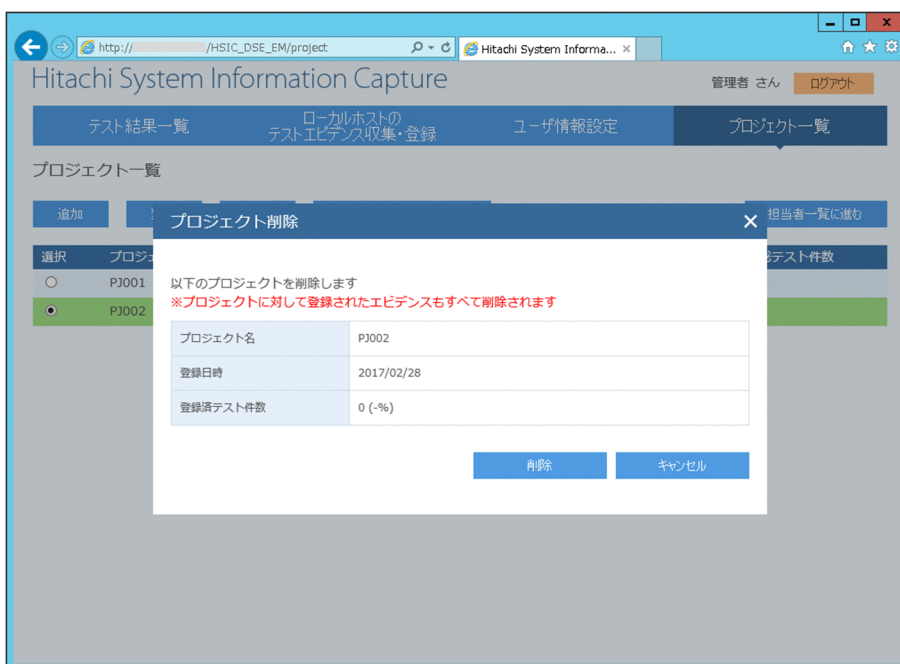 http:// /HSIC_DSE_EM/project
Hitachi System Informa...
Hitachi System Information Capture
管理者 さん
ログアウト
テスト結果一覧
ローカルホストの
テストエビデンス収集・登録
ユーザ情報設定
プロジェクト一覧
プロジェクト一覧
追加
担当者一覧に進む
選択
テスト件数
PJ001
PJ002
プロジェクト削除
以下のプロジェクトを削除します
※プロジェクトに対して登録されたエビデンスもすべて削除されます
プロジェクト名 PJ002
登録日時 2017/02/28
登録済テスト件数 0 (-%)
削除
キャンセル